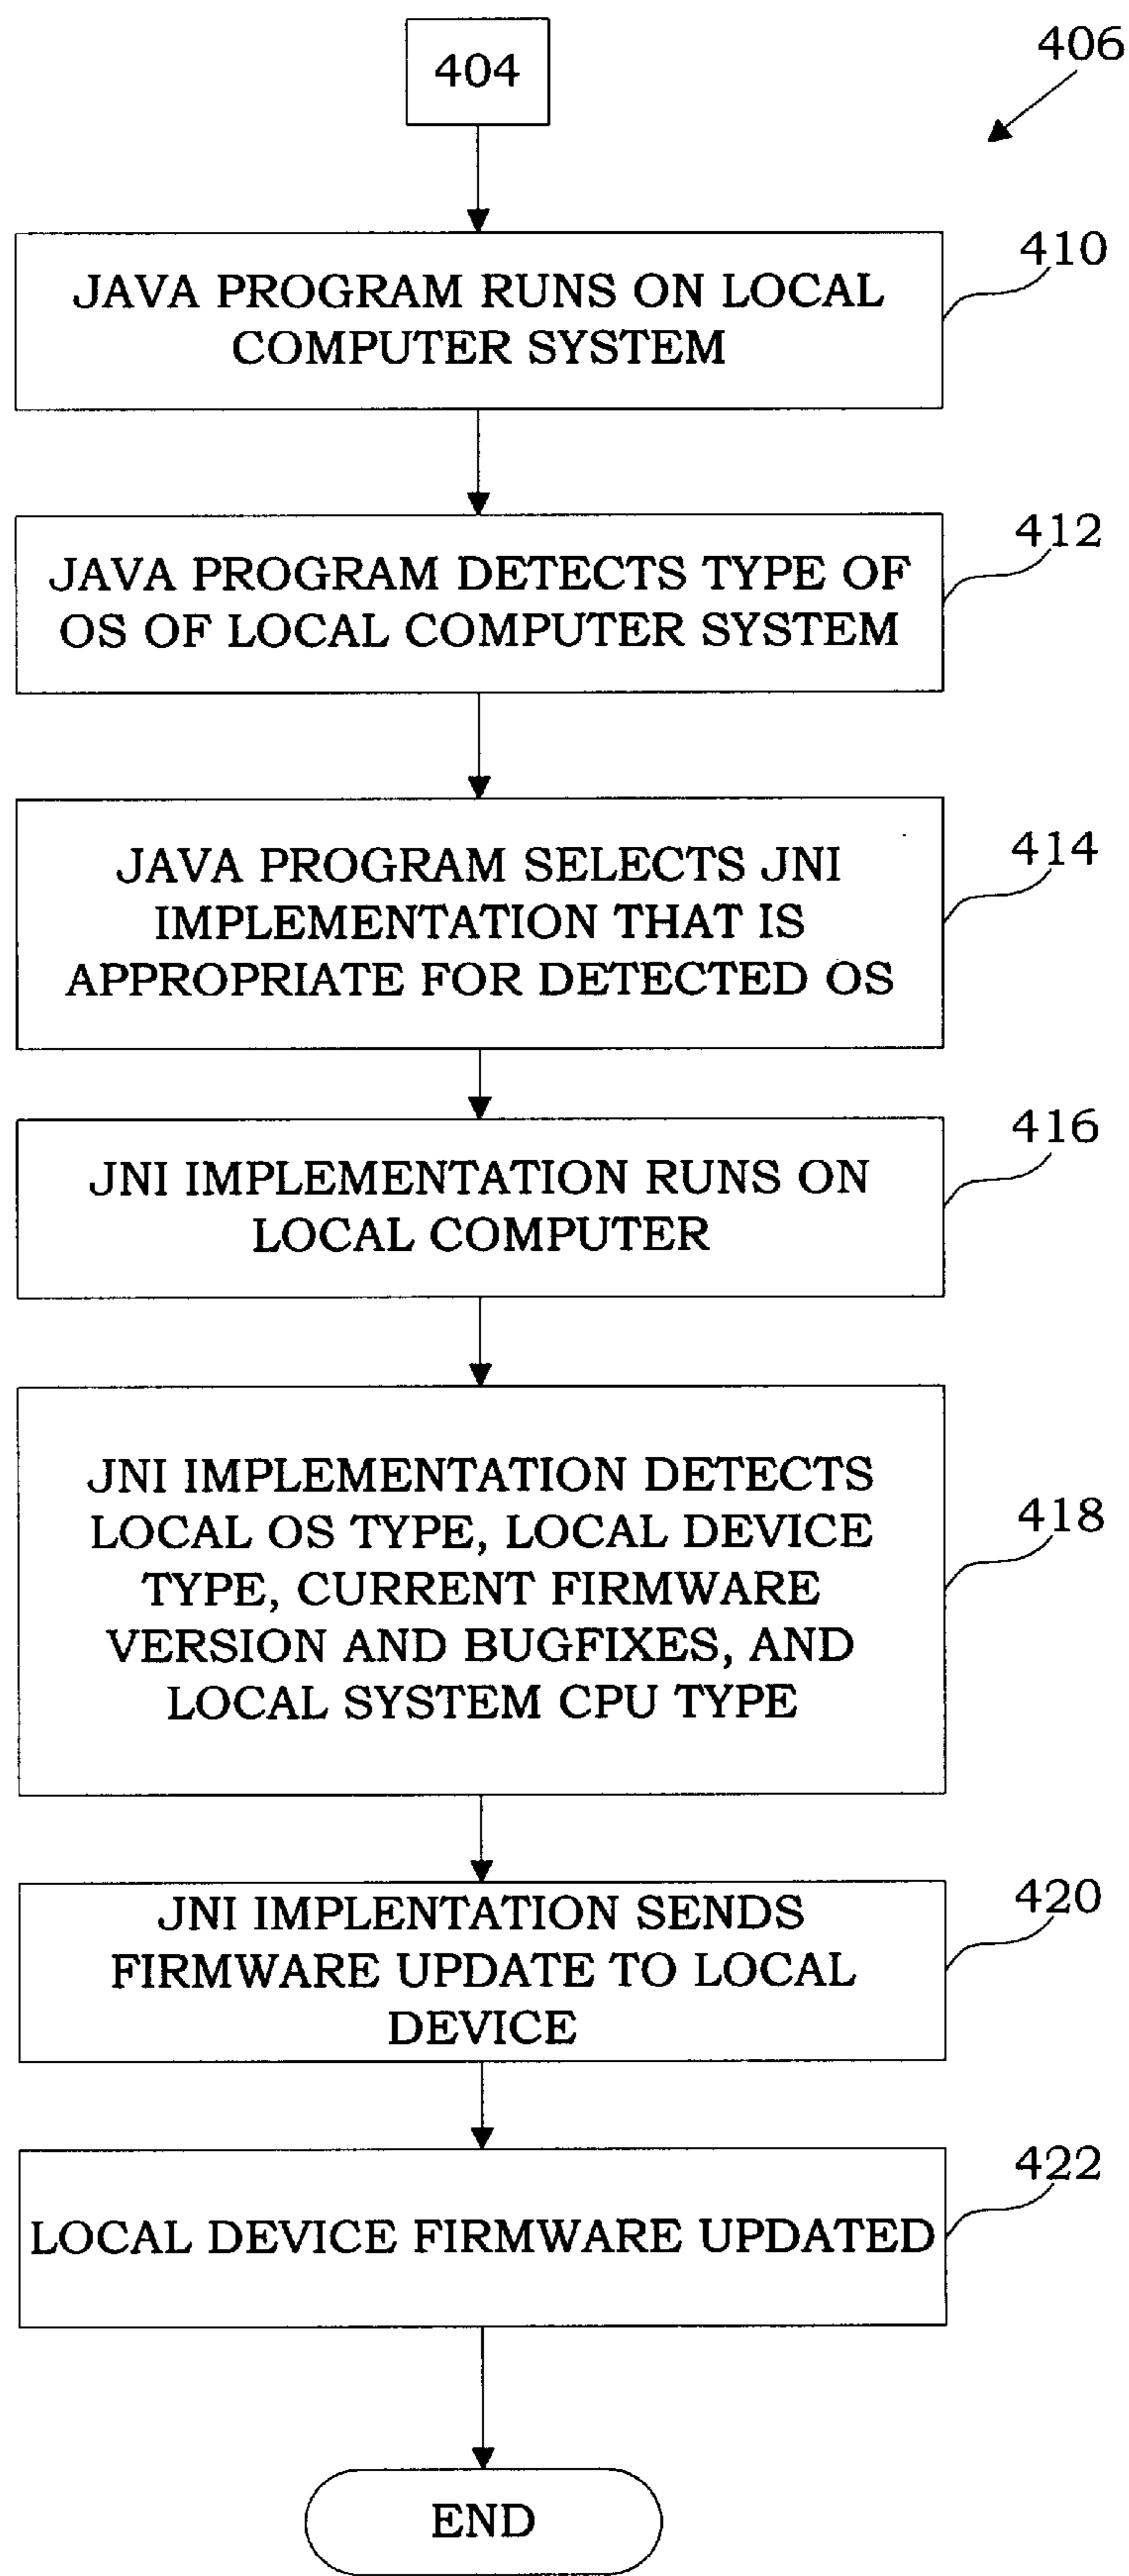 404
406
JAVA PROGRAM RUNS ON LOCAL
COMPUTER SYSTEM
410
JAVA PROGRAM DETECTS TYPE OF
OS OF LOCAL COMPUTER SYSTEM
412
JAVA PROGRAM SELECTS JNI
IMPLEMENTATION THAT IS
APPROPRIATE FOR DETECTED OS
414
JNI IMPLEMENTATION RUNS ON
LOCAL COMPUTER
416
JNI IMPLEMENTATION DETECTS
LOCAL OS TYPE, LOCAL DEVICE
TYPE, CURRENT FIRMWARE
VERSION AND BUGFIXES, AND
LOCAL SYSTEM CPU TYPE
418
JNI IMPLENTATION SENDS
FIRMWARE UPDATE TO LOCAL
DEVICE
420
LOCAL DEVICE FIRMWARE UPDATED
422
END